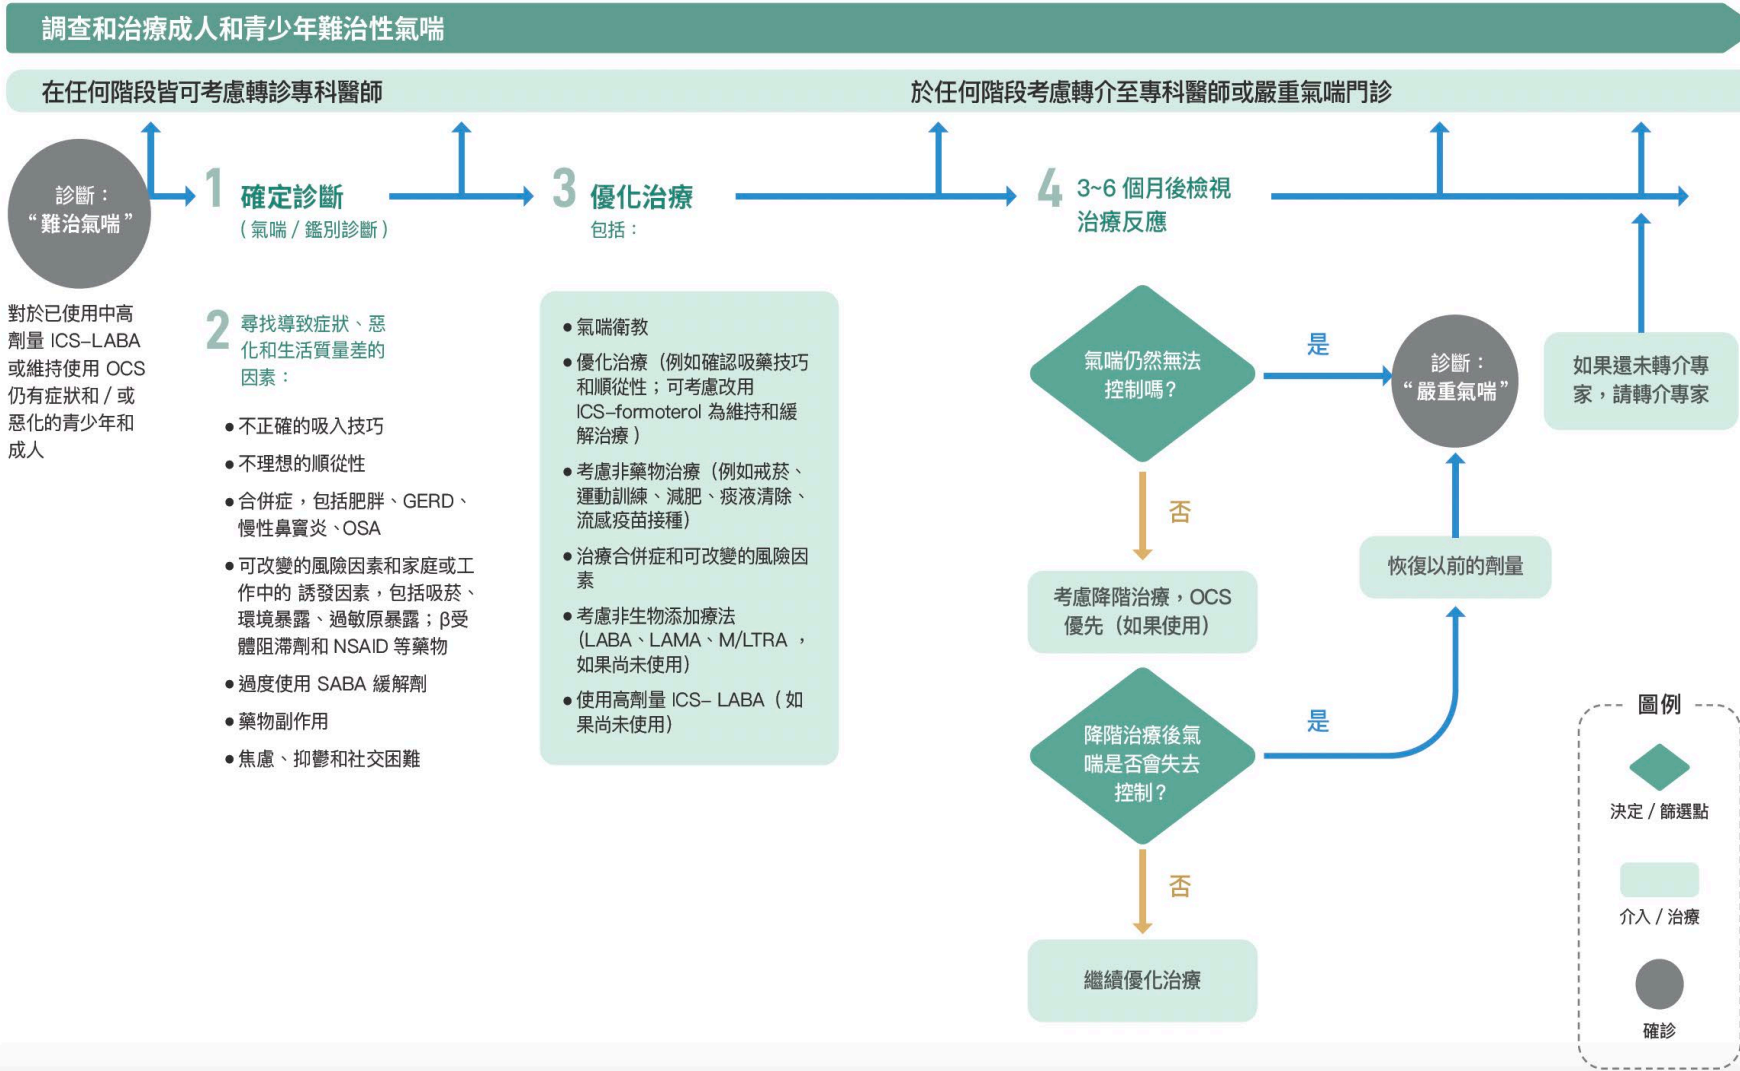 調查和治療成人和青少年難治性氣喘
在任何階段皆可考慮轉診專科醫師
於任何階段考慮轉介至專科醫師或嚴重氣喘門診
診斷：
“難治氣喘”
對於已使用中高
劑量 ICS–LABA
或維持使用 OCS
仍有症狀和 / 或
惡化的青少年和
成人
1 確定診斷
（氣喘 / 鑑別診斷）
2 尋找導致症狀、惡
化和生活質量差的
因素：
● 不正確的吸入技巧
● 不理想的順從性
● 合併症，包括肥胖、GERD、
慢性鼻竇炎、OSA
● 可改變的風險因素和家庭或工
作中的 誘發因素，包括吸菸、
環境暴露、過敏原暴露；β受
體阻滯劑和 NSAID 等藥物
● 過度使用 SABA 緩解劑
● 藥物副作用
● 焦慮、抑鬱和社交困難
3 優化治療
包括：
● 氣喘衛教
● 優化治療（例如確認吸藥技巧
和順從性；可考慮改用
ICS–formoterol 為維持和緩
解治療）
● 考慮非藥物治療（例如戒菸、
運動訓練、減肥、痰液清除、
流感疫苗接種）
● 治療合併症和可改變的風險因
素
● 考慮非生物添加療法
（LABA、LAMA、M/LTRA ，
如果尚未使用）
● 使用高劑量 ICS– LABA（ 如
果尚未使用）
4 3~6 個月後檢視
治療反應
氣喘仍然無法
控制嗎？
是
否
診斷：
“嚴重氣喘”
如果還未轉介專
家，請轉介專家
恢復以前的劑量
考慮降階治療，OCS
優先（如果使用）
降階治療後氣
喘是否會失去
控制？
是
否
繼續優化治療
圖例
決定 / 篩選點
介入 / 治療
確診